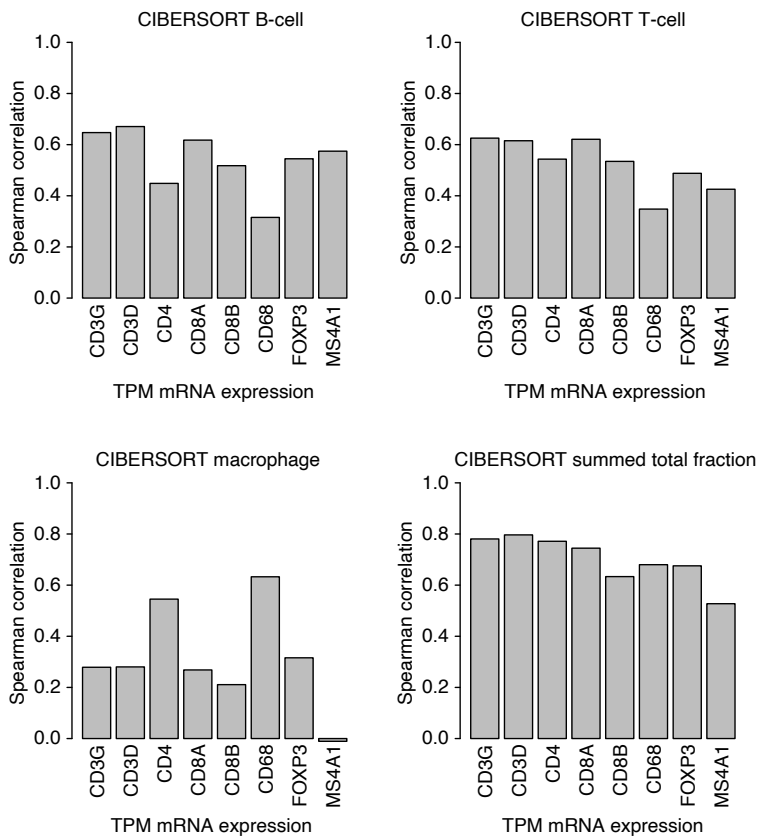 CIBERSORT B-cell
Spearman correlation
1.0
0.8
0.6
0.4
0.2
0.0
CD3G
CD3D
CD4
CD8A
CD8B
CD68
FOXP3
MS4A1
TPM mRNA expression
CIBERSORT T-cell
Spearman correlation
1.0
0.8
0.6
0.4
0.2
0.0
CD3G
CD3D
CD4
CD8A
CD8B
CD68
FOXP3
MS4A1
TPM mRNA expression
CIBERSORT macrophage
Spearman correlation
1.0
0.8
0.6
0.4
0.2
0.0
CD3G
CD3D
CD4
CD8A
CD8B
CD68
FOXP3
MS4A1
TPM mRNA expression
CIBERSORT summed total fraction
Spearman correlation
1.0
0.8
0.6
0.4
0.2
0.0
CD3G
CD3D
CD4
CD8A
CD8B
CD68
FOXP3
MS4A1
TPM mRNA expression